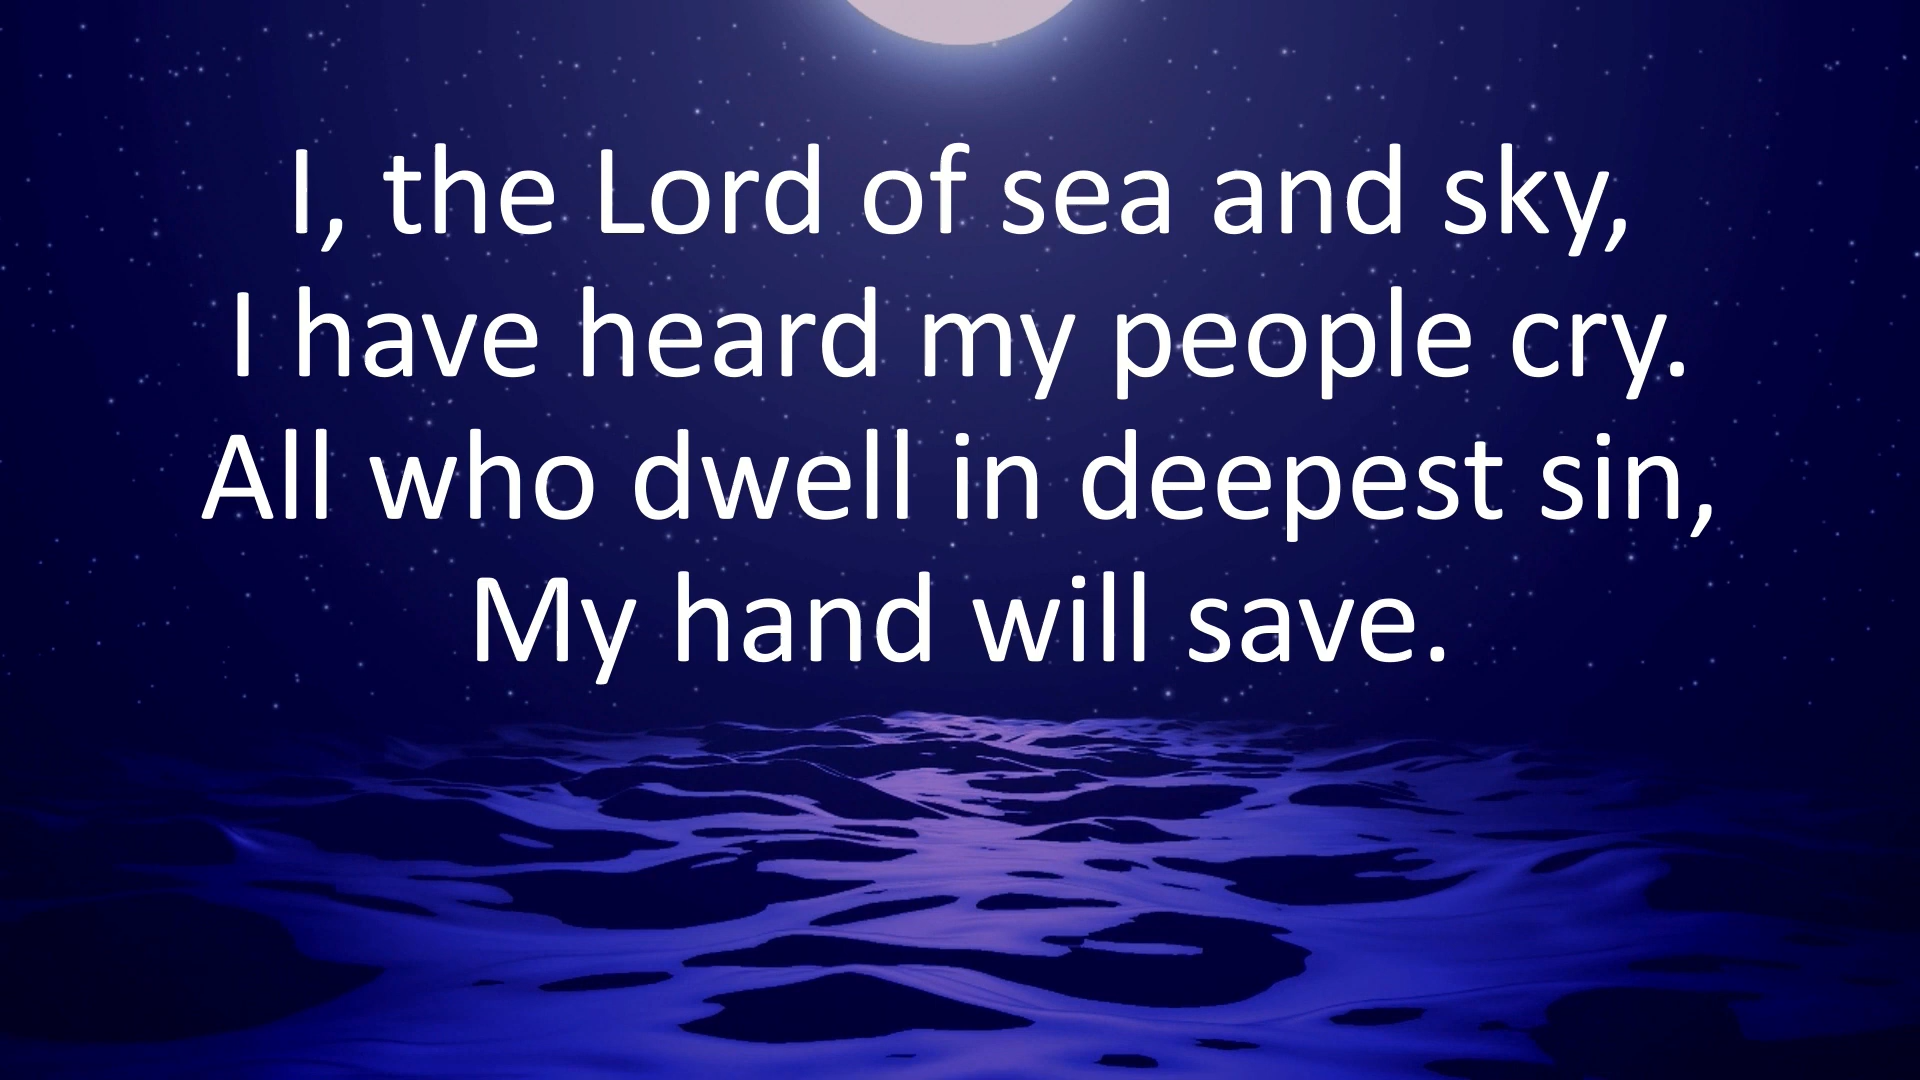 I, the Lord of sea and sky,
I have heard my people cry.
All who dwell in deepest sin,
My hand will save.